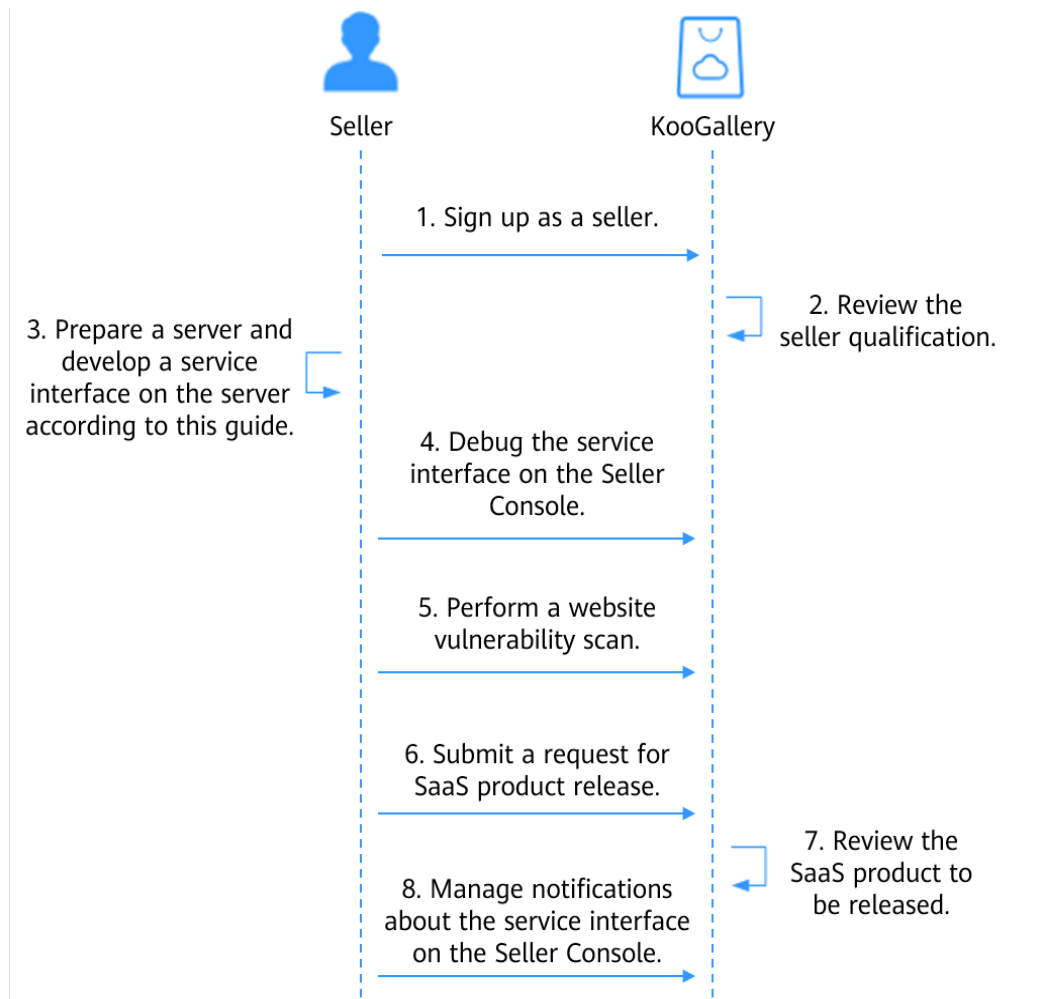 Seller
KooGallery
1. Sign up as a seller.
2. Review the
seller qualification.
3. Prepare a server and
develop a service
interface on the server
according to this guide.
4. Debug the service
interface on the Seller
Console.
5. Perform a website
vulnerability scan.
6. Submit a request for
SaaS product release.
7. Review the
SaaS product to
be released.
8. Manage notifications
about the service interface
on the Seller Console.